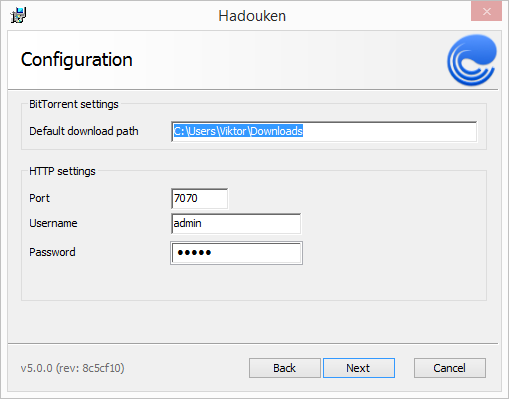 Hadouken
Configuration
BitTorrent settings
Default download path C:\Users\Viktor\Downloads
HTTP settings
Port 7070
Username admin
Password •••••
v5.0.0 (rev: 8c5cf10) Back Next Cancel